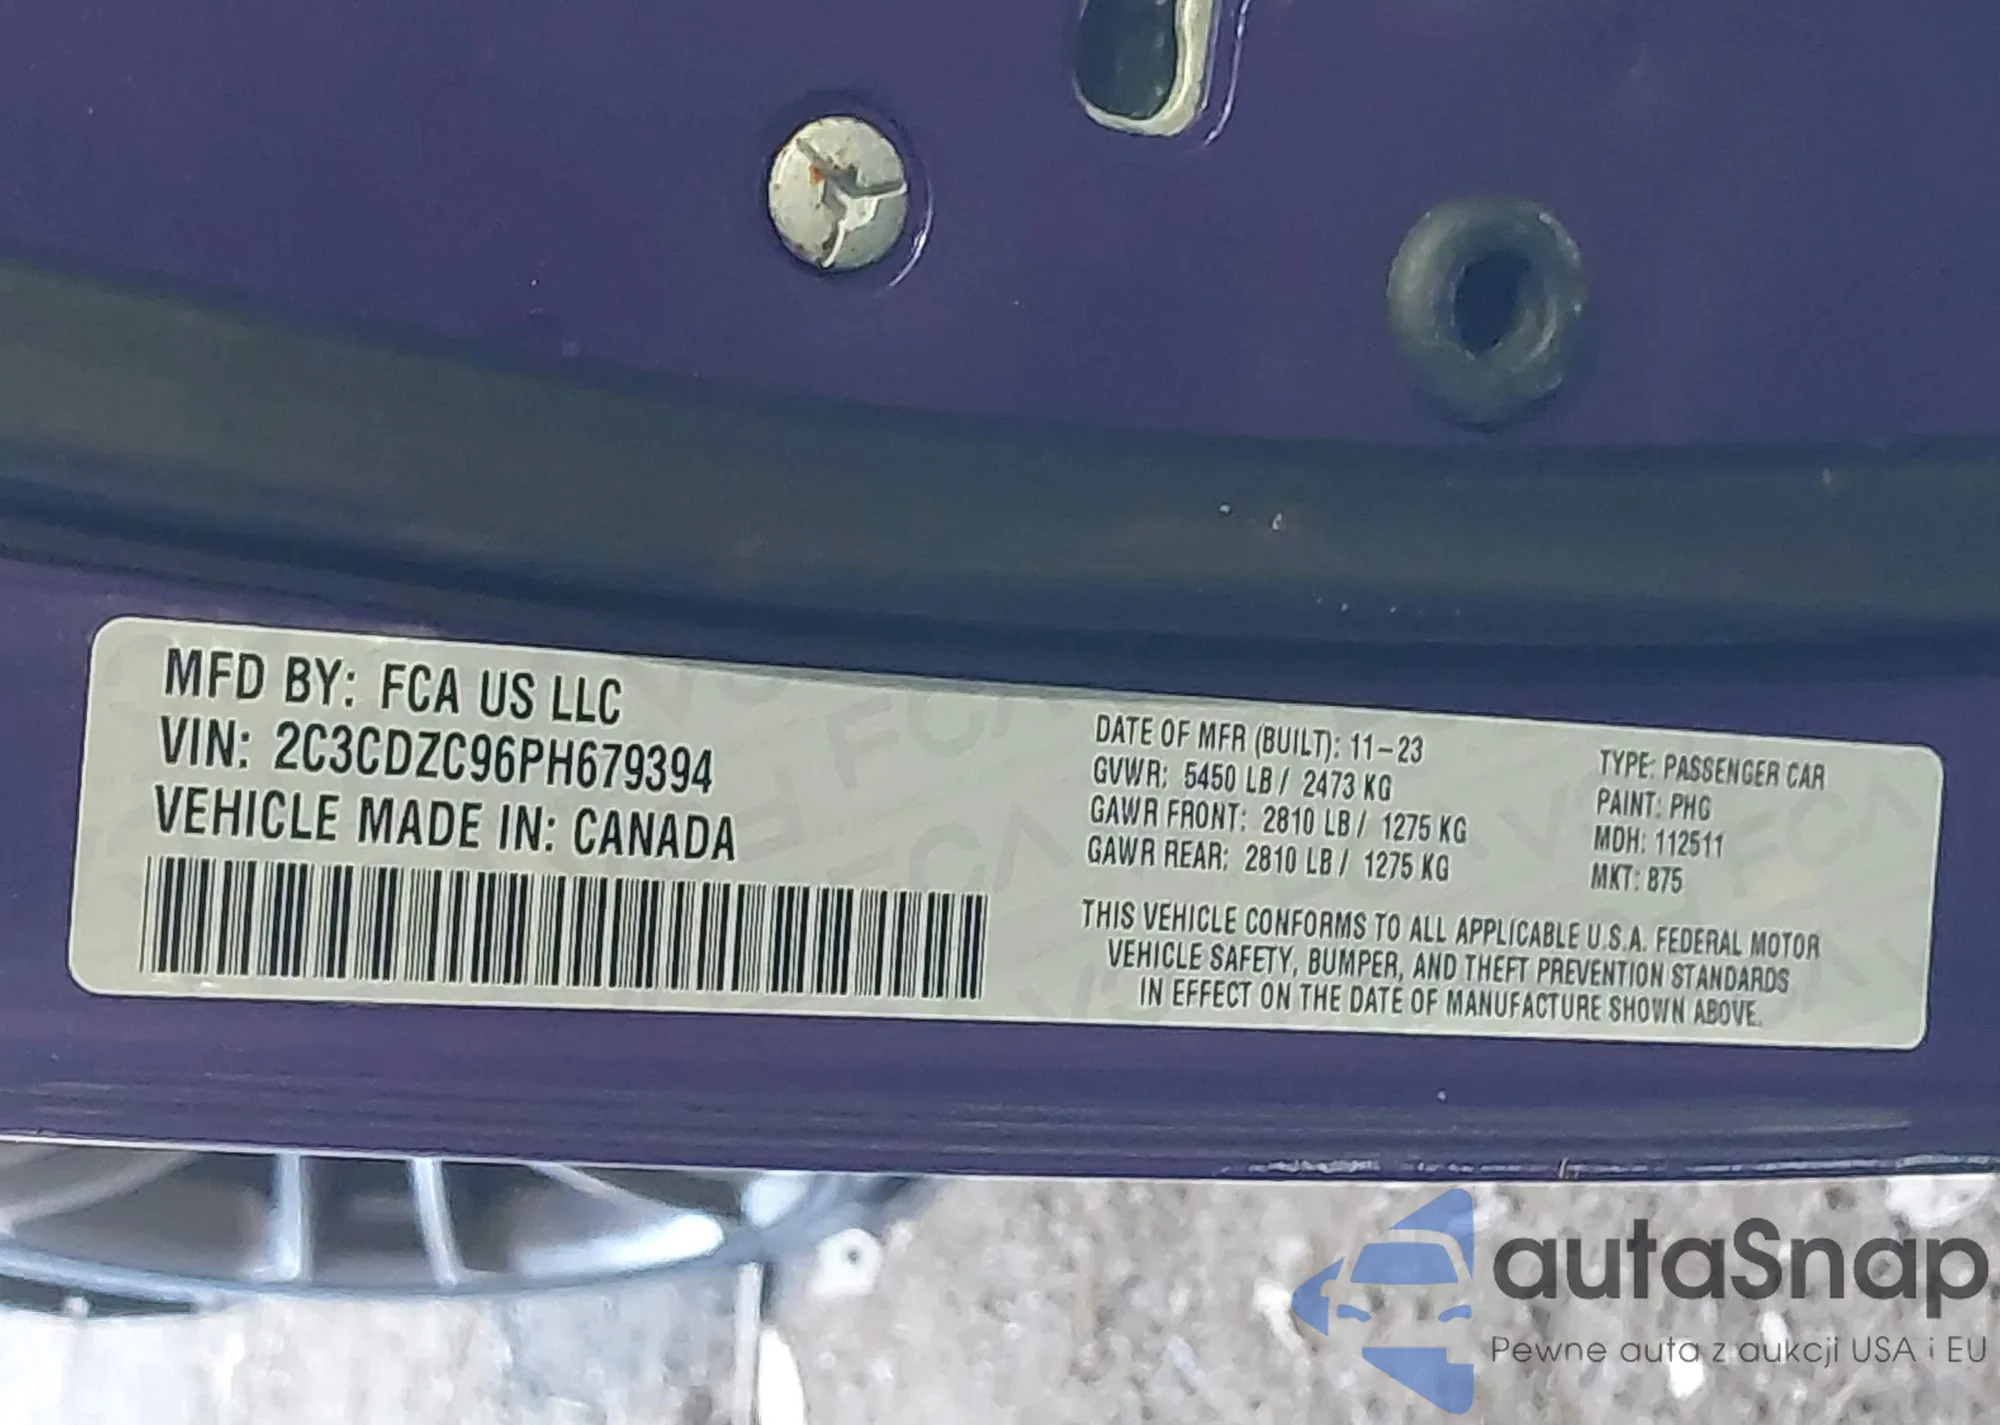 MFD BY: FCA US LLC
VIN: 2C3CDZC96PH679394
VEHICLE MADE IN: CANADA
DATE OF MFR (BUILT): 11-23
GVWR: 5450 LB / 2473 KG
GAWR FRONT: 2810 LB / 1275 KG
GAWR REAR: 2810 LB / 1275 KG
TYPE: PASSENGER CAR
PAINT: PHG
MDH: 112511
MKT: B75
THIS VEHICLE CONFORMS TO ALL APPLICABLE U.S.A. FEDERAL MOTOR
VEHICLE SAFETY, BUMPER, AND THEFT PREVENTION STANDARDS
IN EFFECT ON THE DATE OF MANUFACTURE SHOWN ABOVE.
autaSnap
Pewne auta z aukcji USA i EU